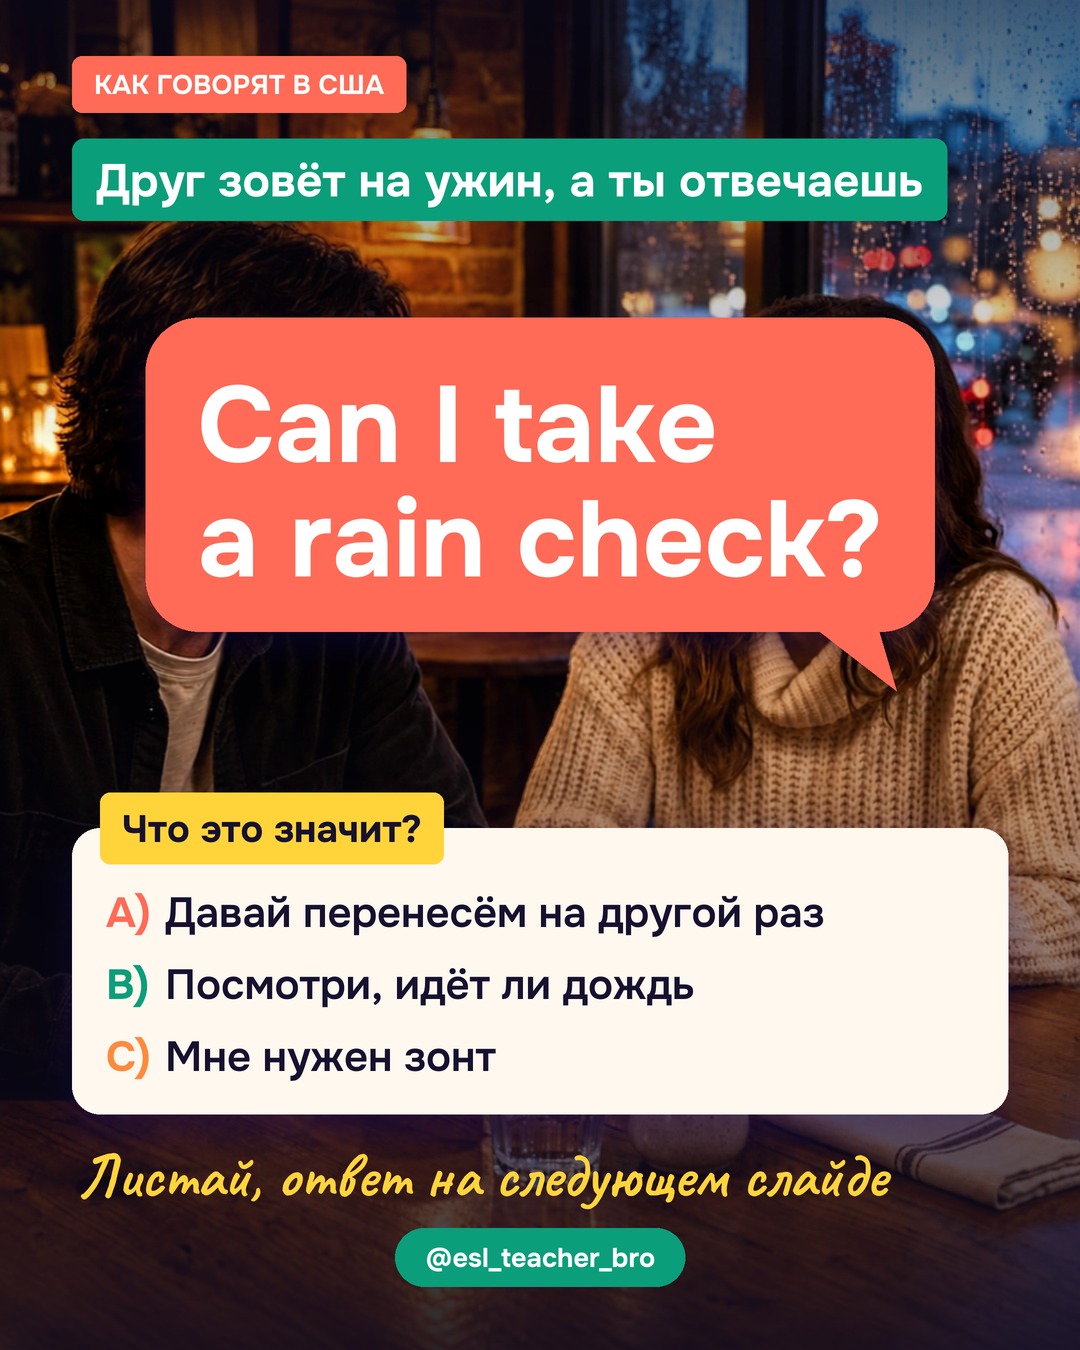 КАК ГОВОРЯТ В США
Друг зовёт на ужин, а ты отвечаешь
Can I take
a rain check?
Что это значит?
A) Давай перенесём на другой раз
B) Посмотри, идёт ли дождь
C) Мне нужен зонт
Листай, ответ на следующем слайде
@esl_teacher_bro